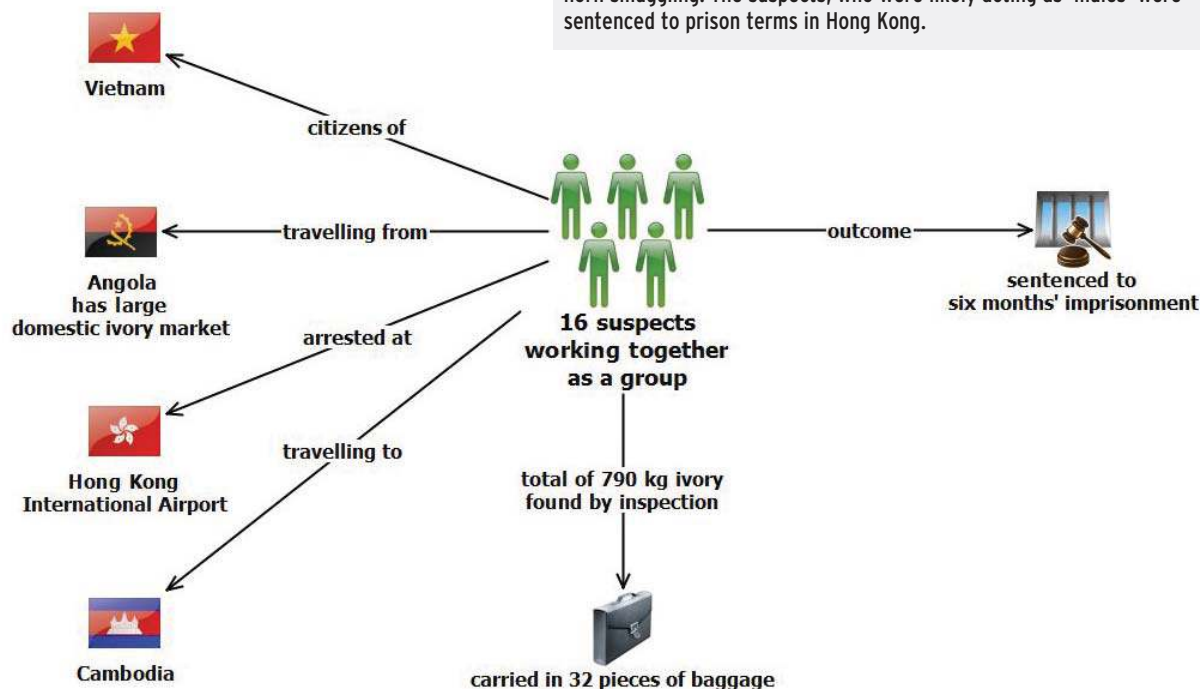 sentenced to prison terms in Hong Kong.
Vietnam
citizens of
travelling from
outcome
Angola
has large
domestic ivory market
sentenced to
six months' imprisonment
16 suspects
working together
as a group
arrested at
travelling to
Hong Kong
International Airport
total of 790 kg ivory
found by inspection
Cambodia
carried in 32 pieces of baggage